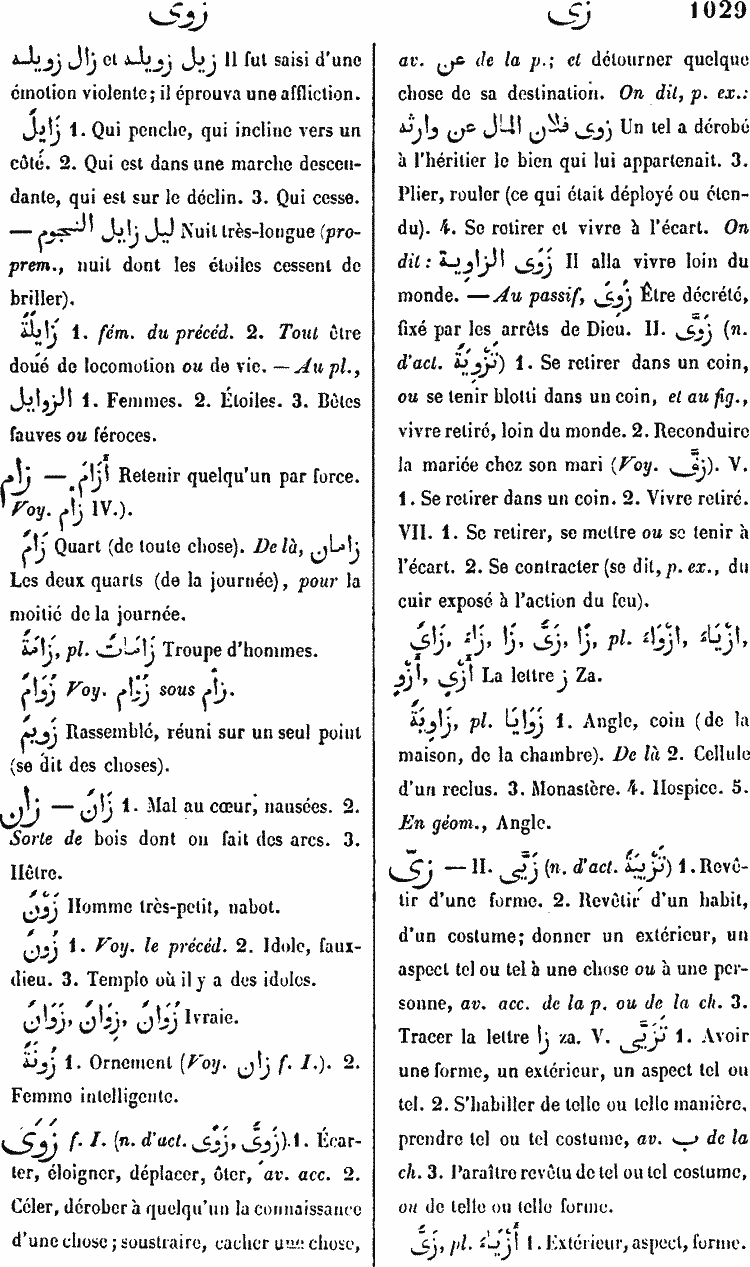 زوى
زى
1029
زال زويله et زيل زويله Il fut saisi d'une
émotion violente; il éprouva une affliction.
زَايِلٌ 1. Qui penche, qui incline vers un
côté. 2. Qui est dans une marche descen-
dante, qui est sur le déclin. 3. Qui cesse.
— ليل زايل النجوم Nuit très-longue (pro-
prem., nuit dont les étoiles cessent de
briller).
زَايِلَةٌ 1. fém. du précéd. 2. Tout être
doué de locomotion ou de vie. — Au pl.,
الزوايل 1. Femmes. 2. Étoiles. 3. Bêtes
fauves ou féroces.
زام — أَزَامَ Retenir quelqu'un par force.
Voy. زأم IV.).
زَامٌ Quart (de toute chose). De là, زامان
Les deux quarts (de la journée), pour la
moitié de la journée.
زَامَةٌ, pl. زَامَاتٌ Troupe d'hommes.
زُوَامٌ Voy. زُؤام sous زأم.
زَوِيمٌ Rassemblé, réuni sur un seul point
(se dit des choses).
زان — زَانٌ 1. Mal au cœur, nausées. 2.
Sorte de bois dont on fait des arcs. 3.
Hêtre.
زَوْنٌ Homme très-petit, nabot.
زُونٌ 1. Voy. le précéd. 2. Idole, faux-
dieu. 3. Temple où il y a des idoles.
زَوَانٌ, زِوَانٌ, زُوَانٌ Ivraie.
زُونَةٌ 1. Ornement (Voy. زان f. I.). 2.
Femme intelligente.
زَوَى f. I. (n. d'act. زَوْىٌ, زُوِىٌّ). 1. Écar-
ter, éloigner, déplacer, ôter, av. acc. 2.
Céler, dérober à quelqu'un la connaissance
d'une chose; soustraire, cacher une chose,
av. عن de la p.; et détourner quelque
chose de sa destination. On dit, p. ex.:
زوى فلان المال عن وارثه Un tel a dérobé
à l'héritier le bien qui lui appartenait. 3.
Plier, rouler (ce qui était déployé ou éten-
du). 4. Se retirer et vivre à l'écart. On
dit: زَوَى الزاوية Il alla vivre loin du
monde. — Au passif, زُوِىَ Être décrété,
fixé par les arrêts de Dieu. II. زَوَّى (n.
d'act. تَزْوِيَةٌ) 1. Se retirer dans un coin,
ou se tenir blotti dans un coin, et au fig.,
vivre retiré, loin du monde. 2. Reconduire
la mariée chez son mari (Voy. زفّ). V.
1. Se retirer dans un coin. 2. Vivre retiré.
VII. 1. Se retirer, se mettre ou se tenir à
l'écart. 2. Se contracter (se dit, p. ex., du
cuir exposé à l'action du feu).
زَاىٌ, زَاءٌ, زَا, زَىٌّ, زًا, pl. أَزْوَاءٌ, أَزْيَاءٌ,
أَزْوٍ, أَزْىٍ La lettre ز Za.
زَاوِيَةٌ, pl. زَوَايَا 1. Angle, coin (de la
maison, de la chambre). De là 2. Cellule
d'un reclus. 3. Monastère. 4. Hospice. 5.
En géom., Angle.
زىّ — II. زَيَّى (n. d'act. تَزْيِيَةٌ) 1. Revê-
tir d'une forme. 2. Revêtir d'un habit,
d'un costume; donner un extérieur, un
aspect tel ou tel à une chose ou à une per-
sonne, av. acc. de la p. ou de la ch. 3.
Tracer la lettre زا za. V. تَزَيَّى 1. Avoir
une forme, un extérieur, un aspect tel ou
tel. 2. S'habiller de telle ou telle manière,
prendre tel ou tel costume, av. ب de la
ch. 3. Paraître revêtu de tel ou tel costume,
ou de telle ou telle forme.
زَىٌّ, pl. أَزْيَاءٌ 1. Extérieur, aspect, forme.